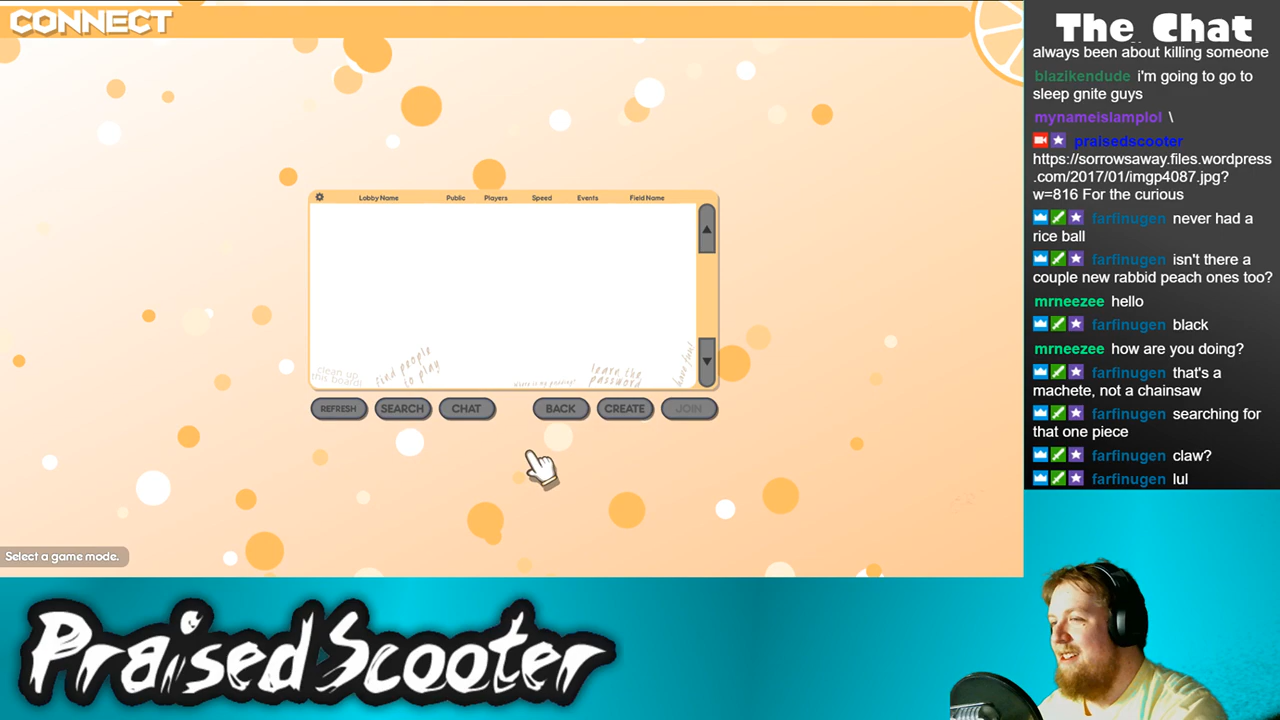 CONNECT
Lobby Name Public Players Speed Events Field Name
clean up
this board!
find people
to play
where is my pudding?
learn the
password
have fun!
REFRESH SEARCH CHAT BACK CREATE JOIN
Select a game mode.
PraisedScooter
The Chat
always been about killing someone
blazikendude i'm going to go to
sleep gnite guys
mynameislamplol \
praisedscooter
https://sorrowsaway.files.wordpress
.com/2017/01/imgp4087.jpg?
w=816 For the curious
farfinugen never had a
rice ball
farfinugen isn't there a
couple new rabbid peach ones too?
mrneezee hello
farfinugen black
mrneezee how are you doing?
farfinugen that's a
machete, not a chainsaw
farfinugen searching for
that one piece
farfinugen claw?
farfinugen lul